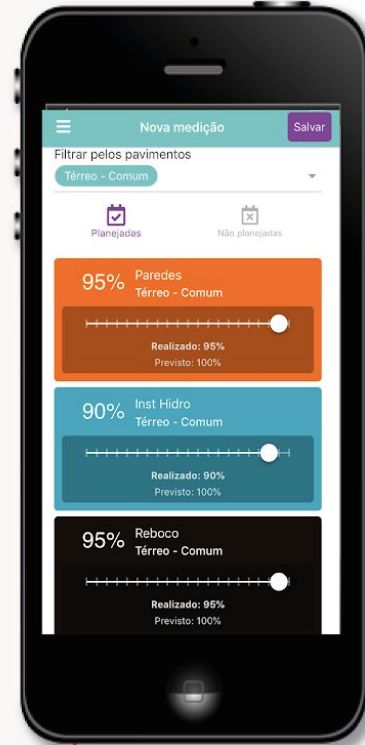 Nova medição
Salvar
Filtrar pelos pavimentos
Térreo - Comum
Planejadas
Não planejadas
95%
Paredes
Térreo - Comum
Realizado: 95%
Previsto: 100%
90%
Inst Hidro
Térreo - Comum
Realizado: 90%
Previsto: 100%
95%
Reboco
Térreo - Comum
Realizado: 95%
Previsto: 100%